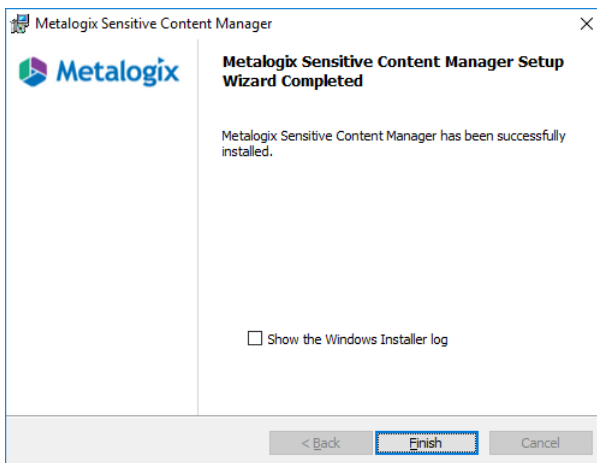 Metalogix Sensitive Content Manager
Metalogix
Metalogix Sensitive Content Manager Setup
Wizard Completed
Metalogix Sensitive Content Manager has been successfully
installed.
Show the Windows Installer log
< Back
Finish
Cancel